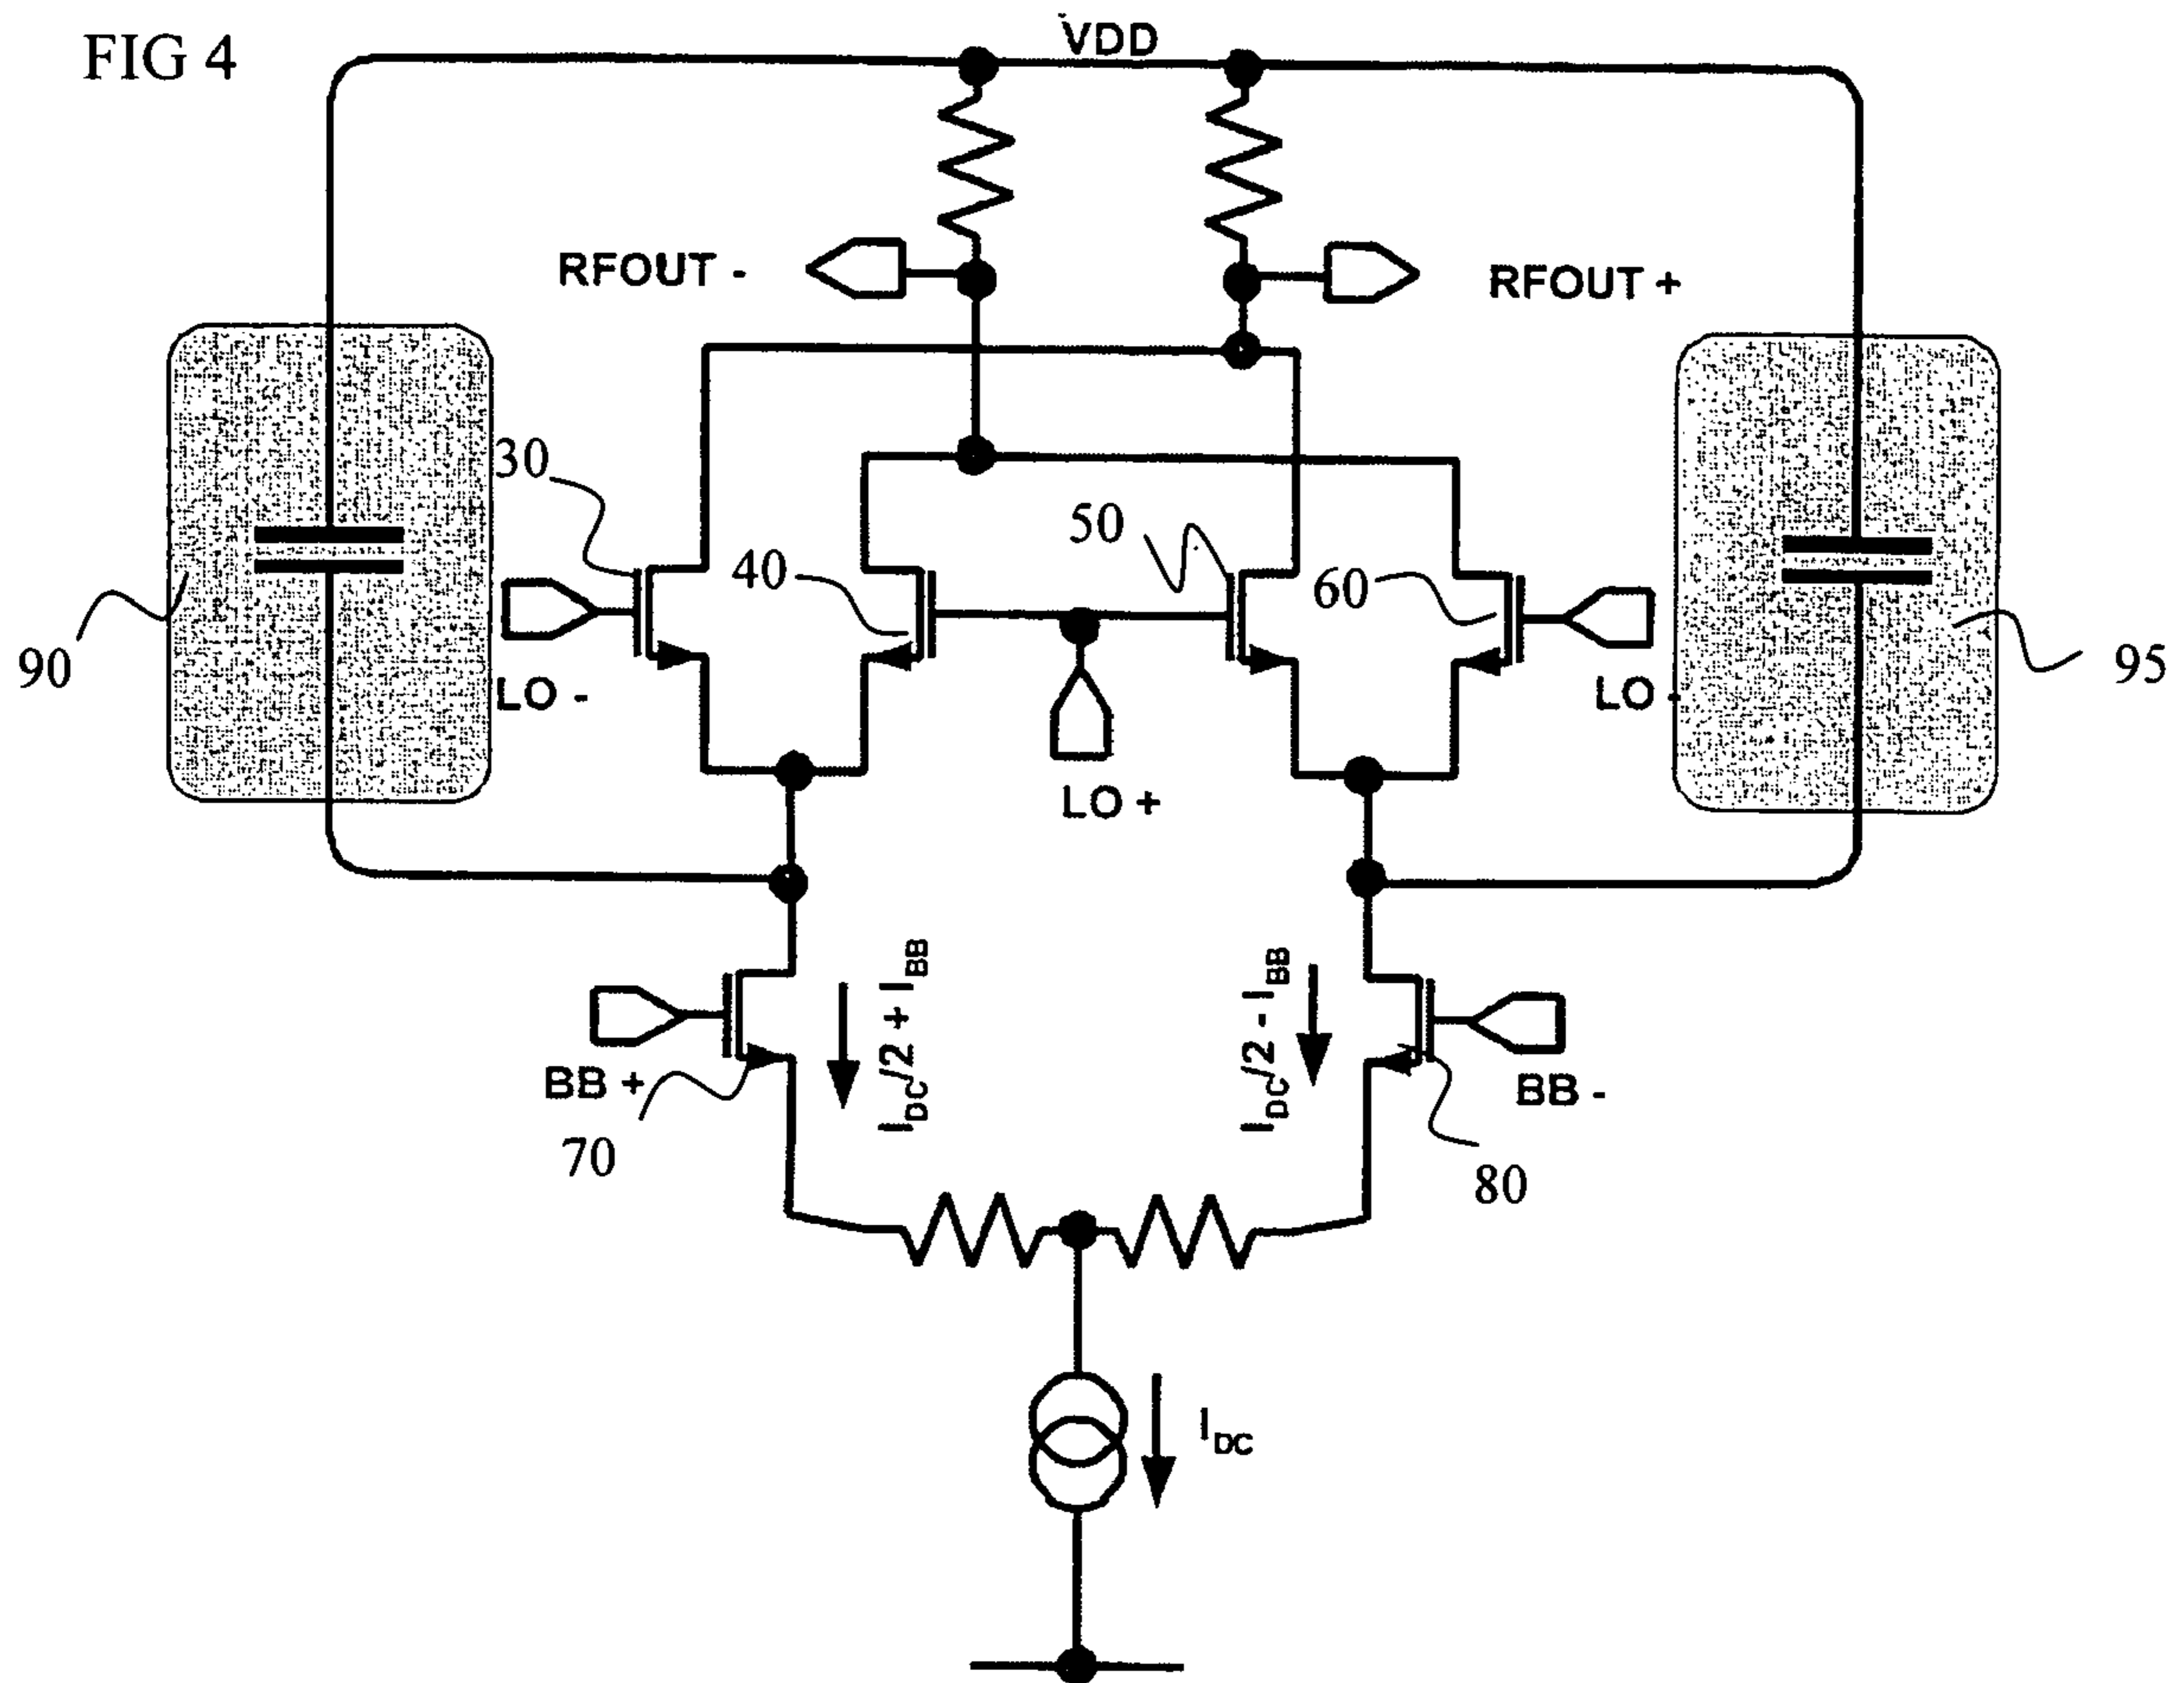 FIG 4
VDD
RFOUT -
RFOUT +
30
40
50
60
90
95
LO -
LO +
LO -
BB +
70
I_DC/2 + I_BB
I_DC/2 - I_BB
BB -
80
I_DC